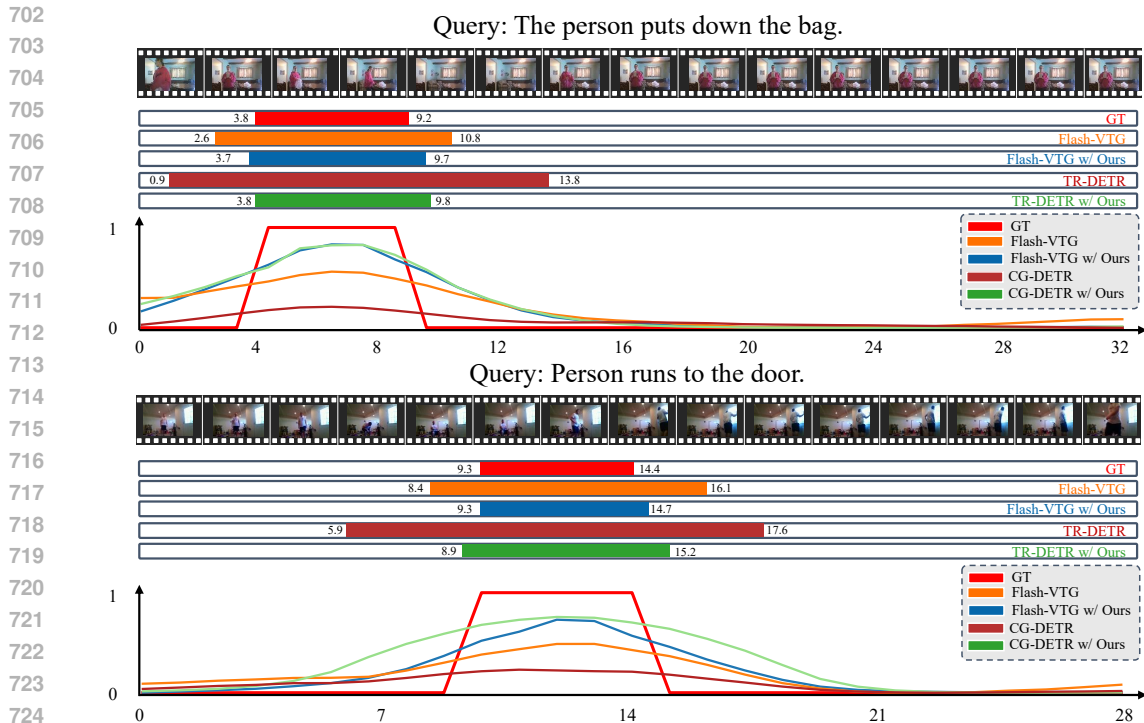 702
703
704
705
706
707
708
709
710
711
712
713
714
715
716
717
718
719
720
721
722
723
724
Query: The person puts down the bag.
3.8 9.2 GT
2.6 10.8 Flash-VTG
3.7 9.7 Flash-VTG w/ Ours
0.9 13.8 TR-DETR
3.8 9.8 TR-DETR w/ Ours
1
0
GT
Flash-VTG
Flash-VTG w/ Ours
CG-DETR
CG-DETR w/ Ours
0 4 8 12 16 20 24 28 32
Query: Person runs to the door.
9.3 14.4 GT
8.4 16.1 Flash-VTG
9.3 14.7 Flash-VTG w/ Ours
5.9 17.6 TR-DETR
8.9 15.2 TR-DETR w/ Ours
1
0
GT
Flash-VTG
Flash-VTG w/ Ours
CG-DETR
CG-DETR w/ Ours
0 7 14 21 28